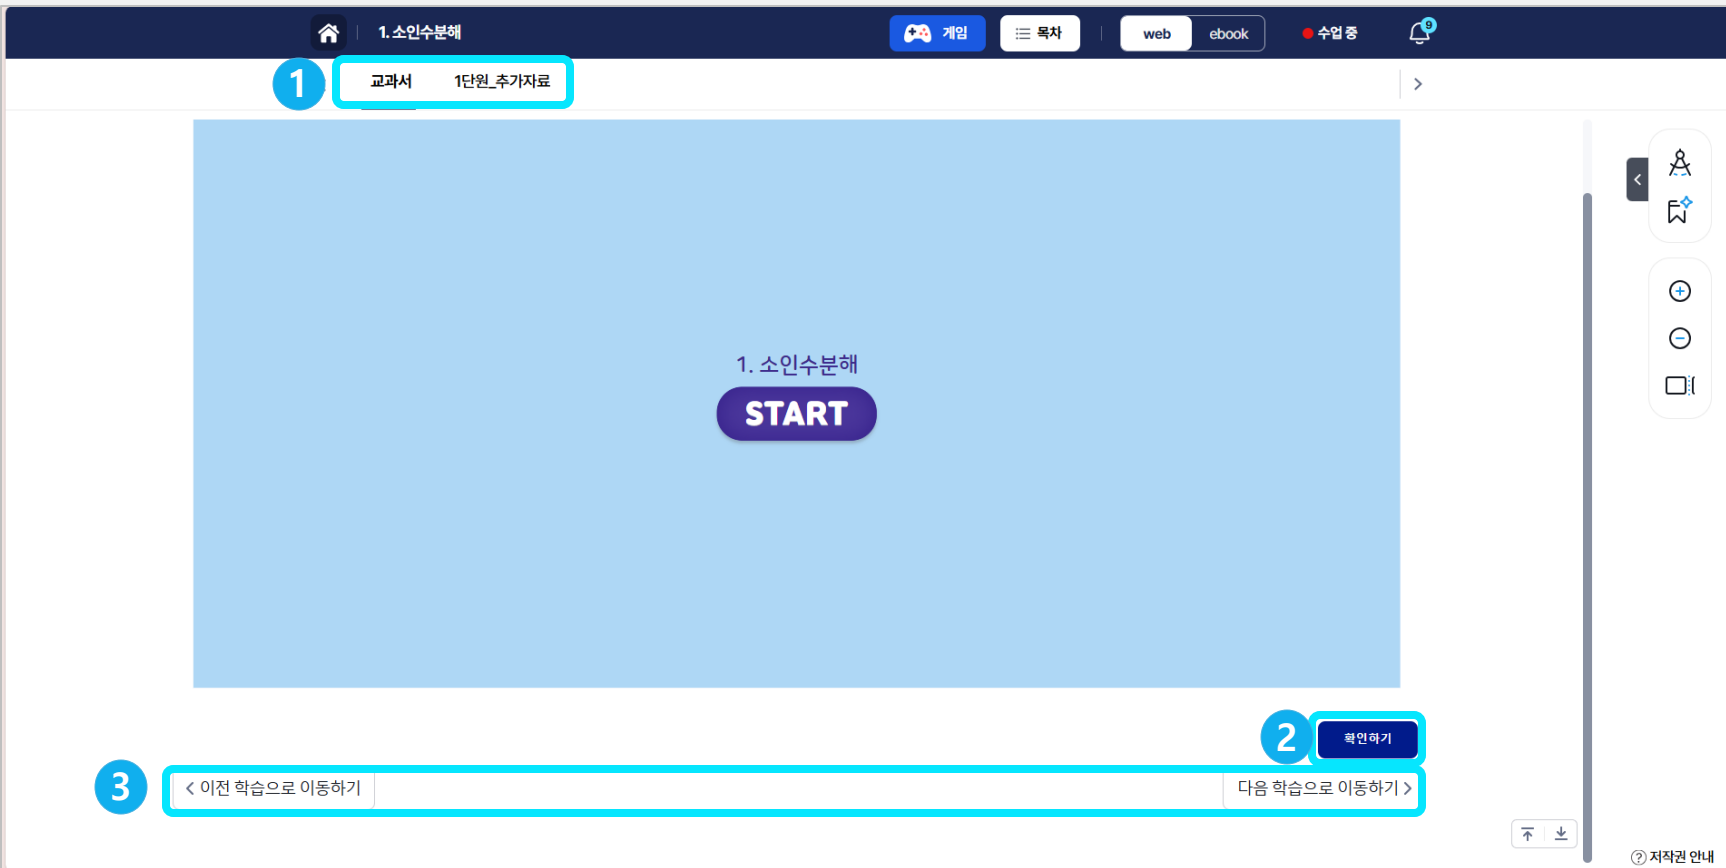 1. 소인수분해
게임
목차
web
ebook
수업 중
9
1
교과서
1단원_추가자료
1. 소인수분해
START
2
확인하기
3
이전 학습으로 이동하기
다음 학습으로 이동하기
? 저작권 안내